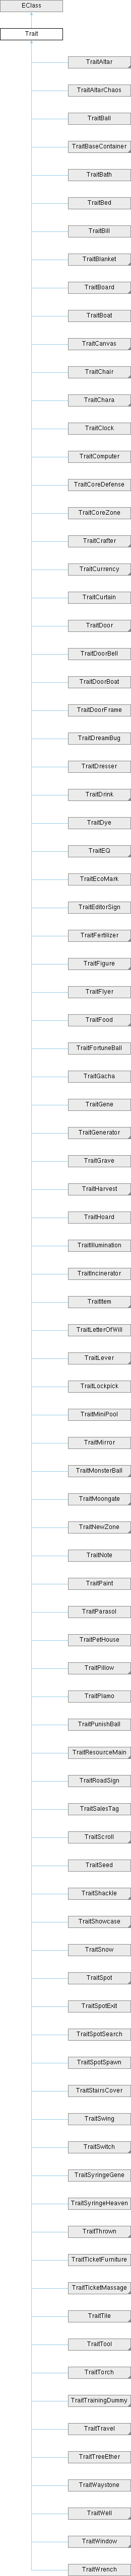 EClass
Trait
TraitAltar
TraitAltarChaos
TraitBall
TraitBaseContainer
TraitBath
TraitBed
TraitBill
TraitBlanket
TraitBoard
TraitBoat
TraitCanvas
TraitChair
TraitChara
TraitClock
TraitComputer
TraitCoreDefense
TraitCoreZone
TraitCrafter
TraitCurrency
TraitCurtain
TraitDoor
TraitDoorBell
TraitDoorBoat
TraitDoorFrame
TraitDreamBug
TraitDresser
TraitDrink
TraitDye
TraitEQ
TraitEcoMark
TraitEditorSign
TraitFertilizer
TraitFigure
TraitFlyer
TraitFood
TraitFortuneBall
TraitGacha
TraitGene
TraitGenerator
TraitGrave
TraitHarvest
TraitHoard
TraitIllumination
TraitIncinerator
TraitItem
TraitLetterOfWill
TraitLever
TraitLockpick
TraitMiniPool
TraitMirror
TraitMonsterBall
TraitMoongate
TraitNewZone
TraitNote
TraitPaint
TraitParasol
TraitPetHouse
TraitPillow
TraitPlamo
TraitPunishBall
TraitResourceMain
TraitRoadSign
TraitSalesTag
TraitScroll
TraitSeed
TraitShackle
TraitShowcase
TraitSnow
TraitSpot
TraitSpotExit
TraitSpotSearch
TraitSpotSpawn
TraitStairsCover
TraitSwing
TraitSwitch
TraitSyringeGene
TraitSyringeHeaven
TraitThrown
TraitTicketFurniture
TraitTicketMassage
TraitTile
TraitTool
TraitTorch
TraitTrainingDummy
TraitTravel
TraitTreeEther
TraitWaystone
TraitWell
TraitWindow
TraitWrench